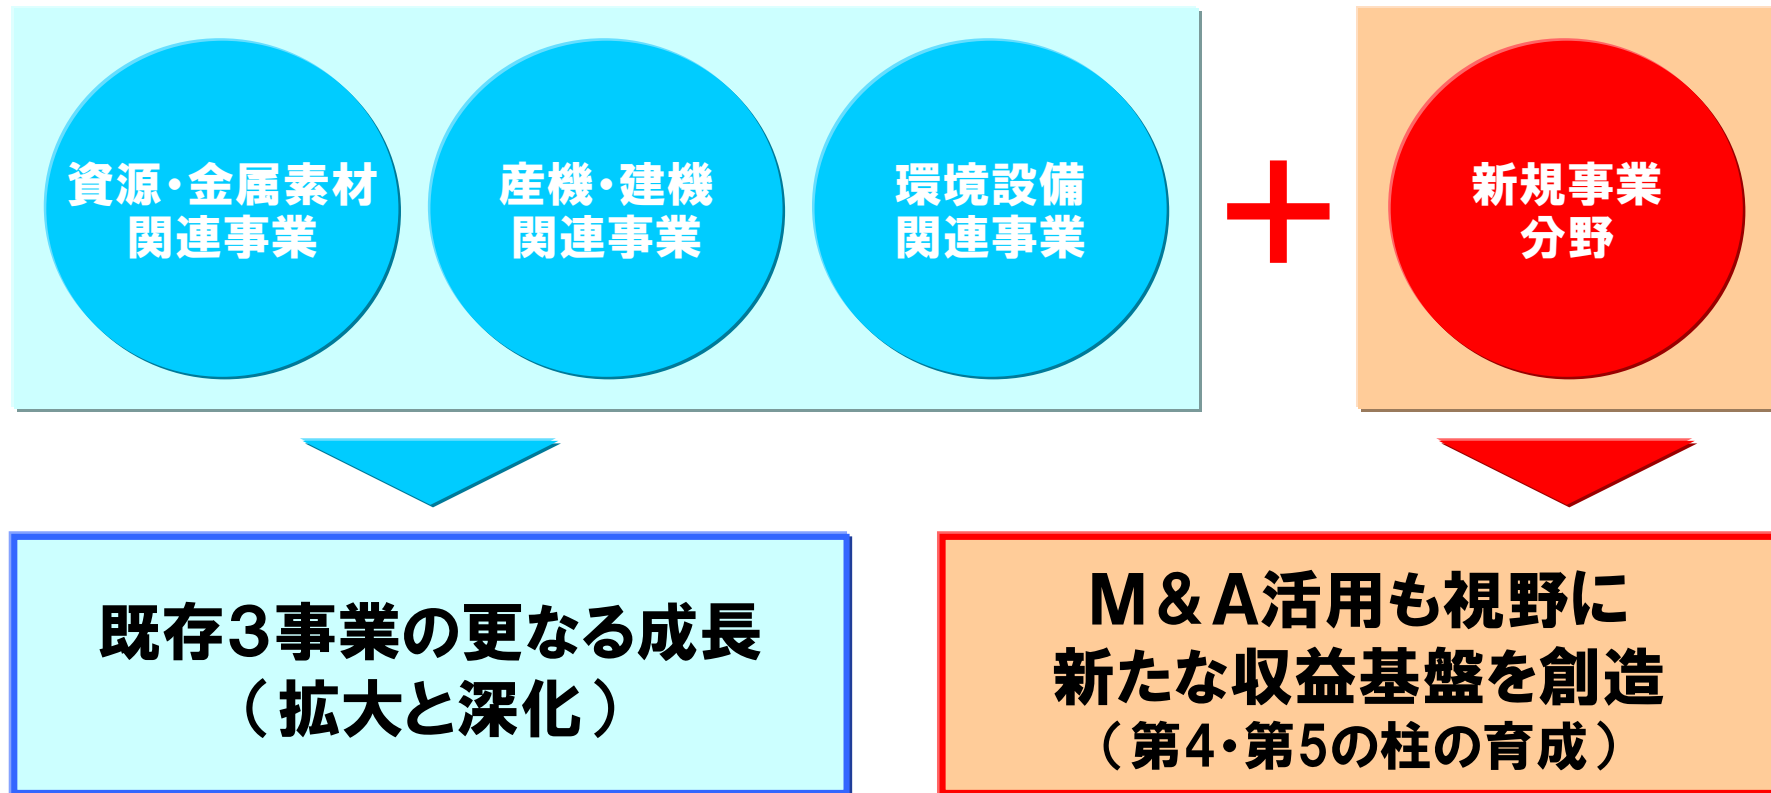 資源・金属素材
関連事業
産機・建機
関連事業
環境設備
関連事業
＋
新規事業
分野
既存３事業の更なる成長
（拡大と深化）
Ｍ＆Ａ活用も視野に
新たな収益基盤を創造
（第４・第５の柱の育成）